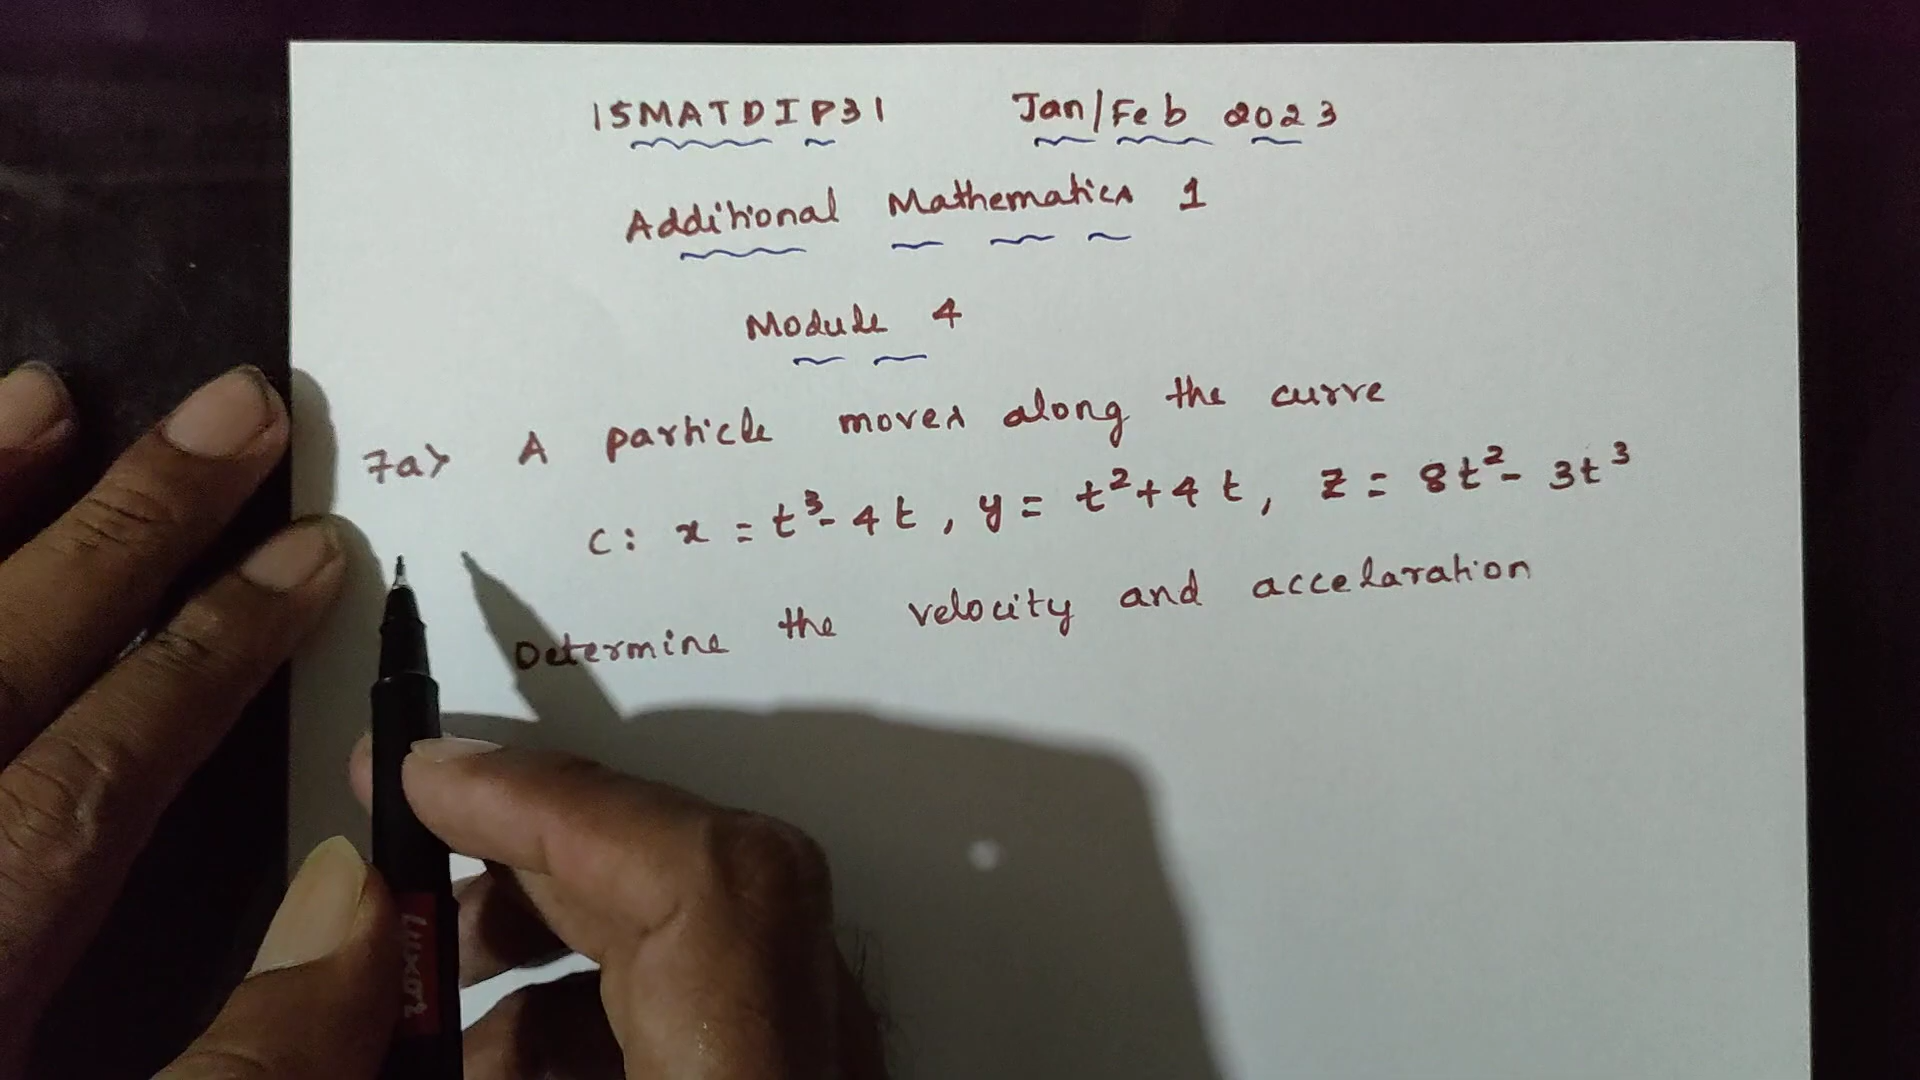 15MATDIP31 Jan/Feb 2023
Additional Mathematics 1
Module 4
7a> A particle moves along the curve
C: x = t³- 4t, y = t²+4t, z = 8t²- 3t³
Determine the velocity and accelaration
Luxor